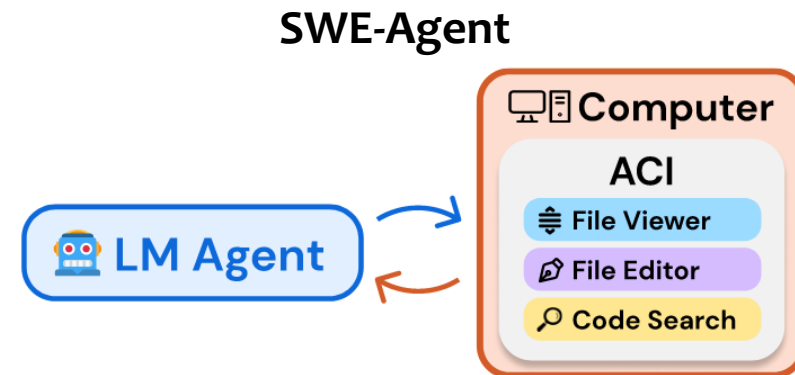 SWE-Agent
LM Agent
Computer
ACI
File Viewer
File Editor
Code Search